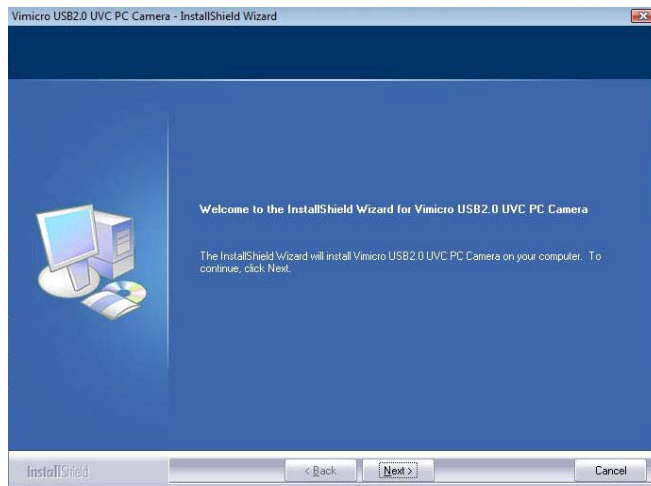 Vimicro USB2.0 UVC PC Camera - InstallShield Wizard
Welcome to the InstallShield Wizard for Vimicro USB2.0 UVC PC Camera
The InstallShield Wizard will install Vimicro USB2.0 UVC PC Camera on your computer. To
continue, click Next.
InstallShield
< Back
Next >
Cancel